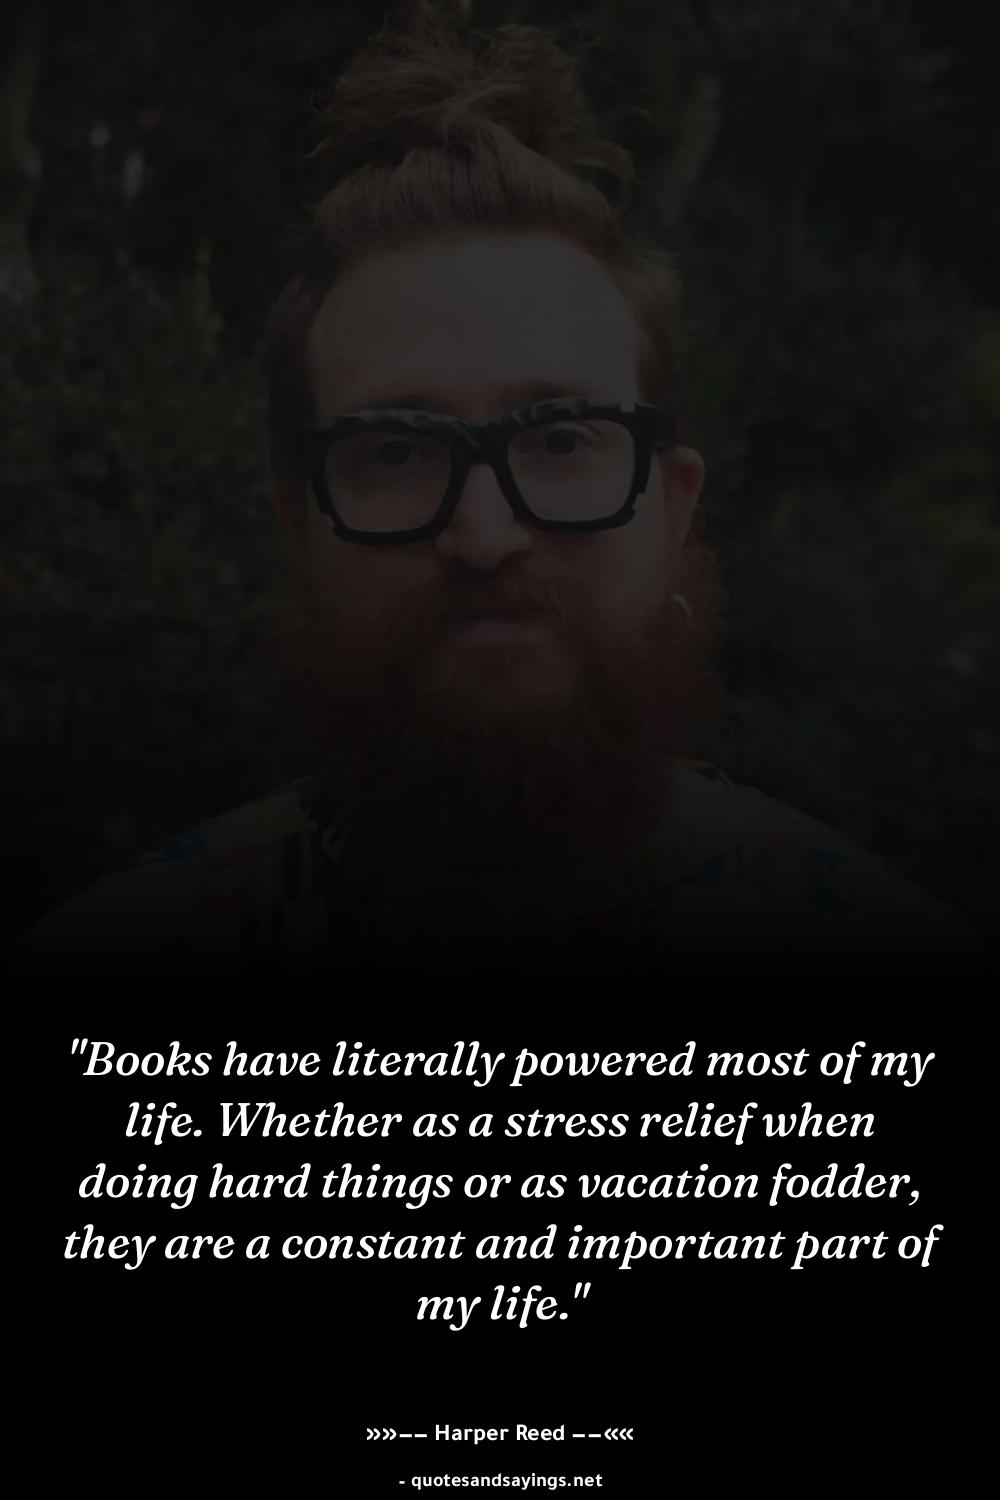 "Books have literally powered most of my
life. Whether as a stress relief when
doing hard things or as vacation fodder,
they are a constant and important part of
my life."
»»−− Harper Reed −−««
- quotesandsayings.net